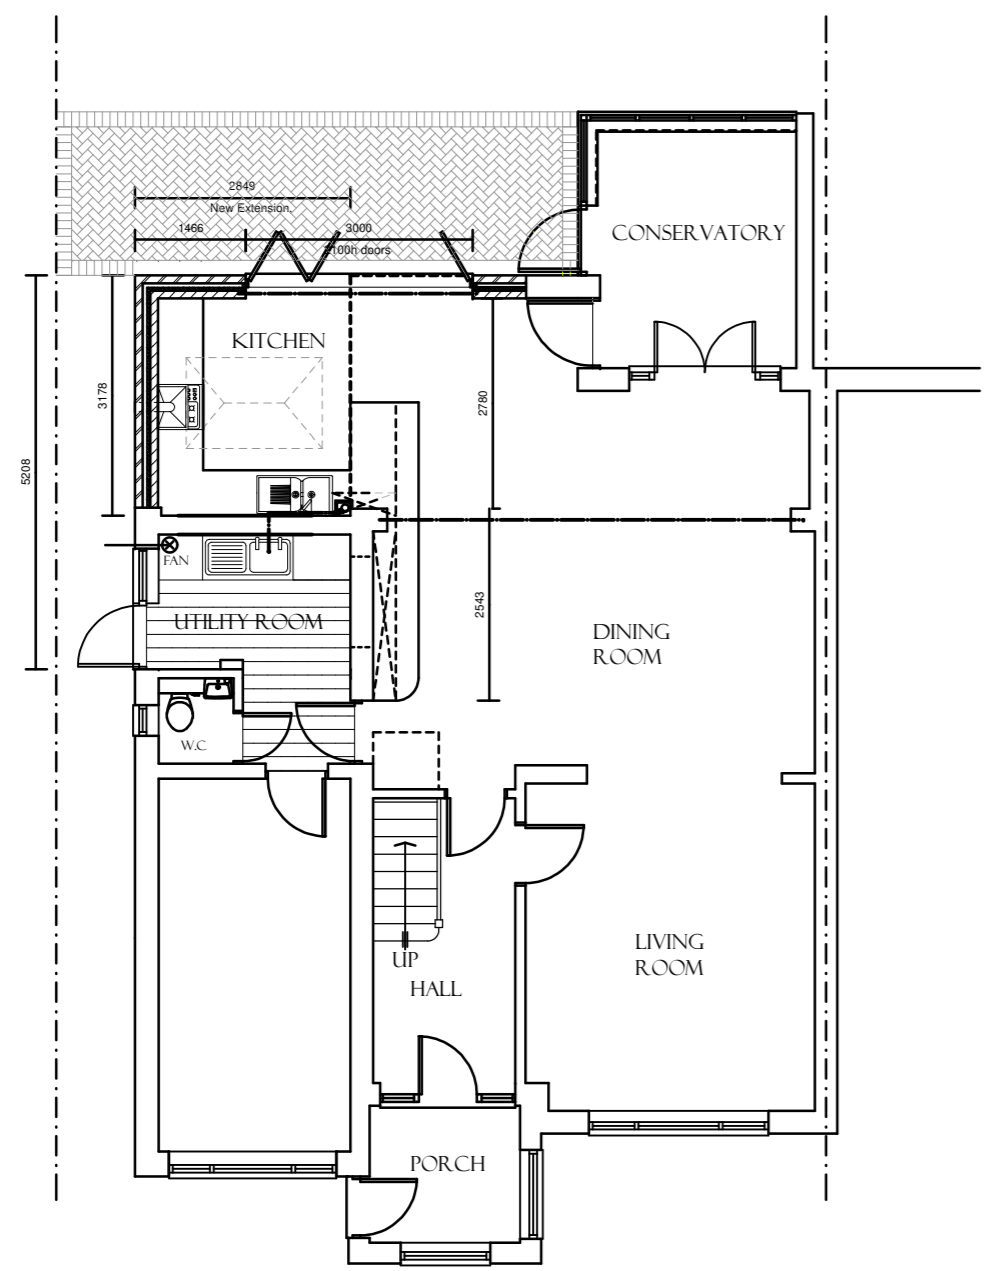 2849
New Extension.
1466
3000
2100h doors
CONSERVATORY
KITCHEN
3178
2780
5208
FAN
UTILITY ROOM
2543
DINING
ROOM
W.C
LIVING
ROOM
UP
HALL
PORCH